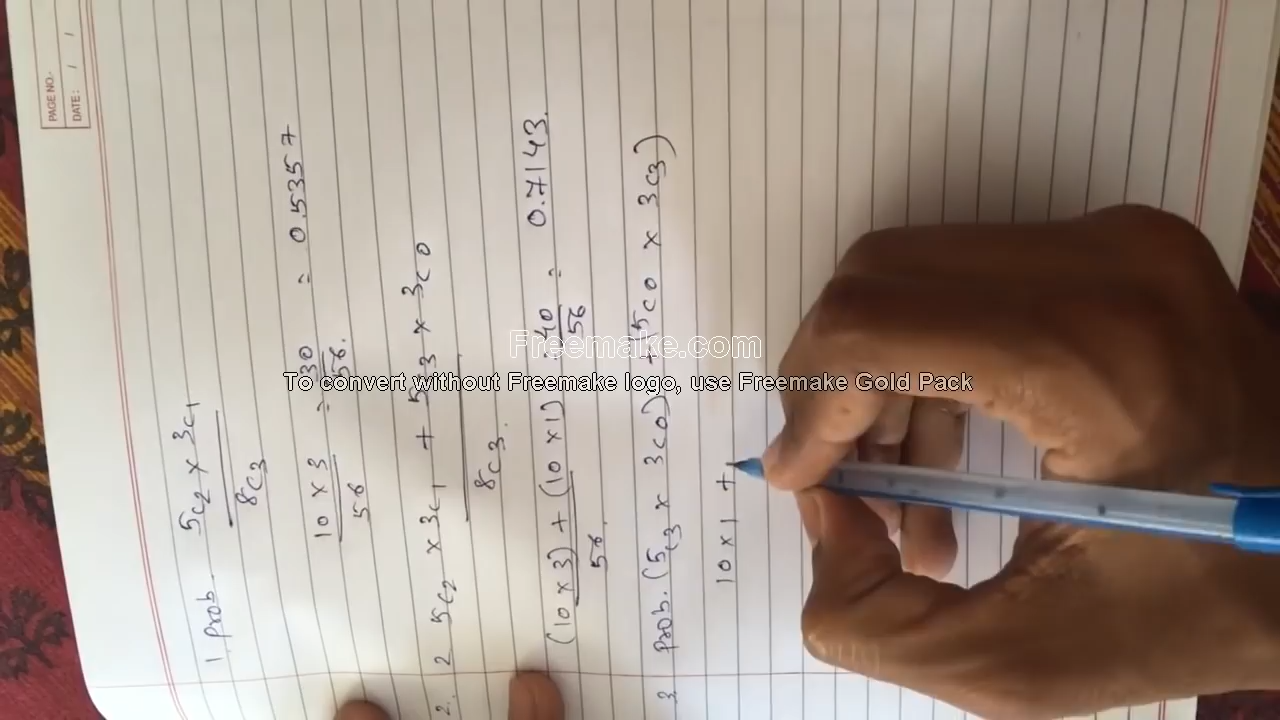 PAGE NO.:
DATE: / /
1. Prob. 5c2 x 3c1
8c3
10 x 3 = 30 = 0.5357
56 56.
2. 2 5c2 x 3c1 + 5c3 x 3c0
8c3.
(10 x 3) + (10 x 1) = 40 = 0.7143.
56. 56
3. Prob. (5c3 x 3c0) + (5c0 x 3c3)
10 x 1 +
Freemake.com
To convert without Freemake logo, use Freemake Gold Pack